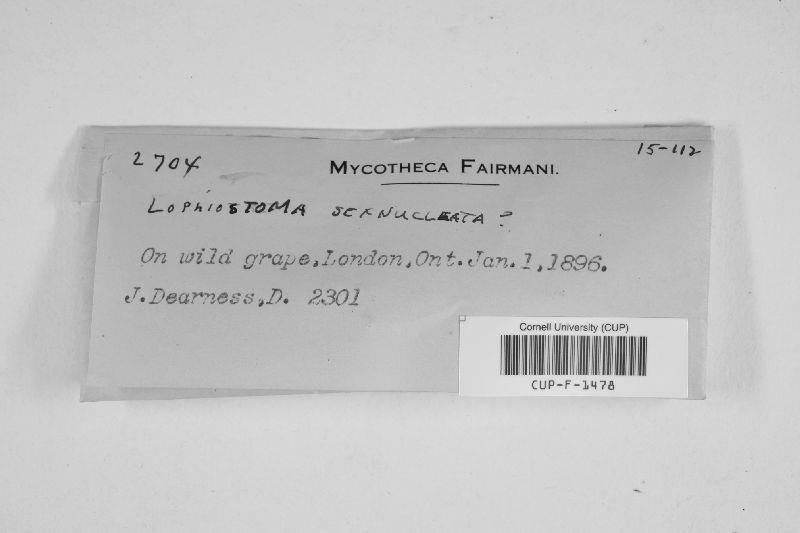 2704
MYCOTHECA FAIRMANI.
15-112
LOPHIOSTOMA SEXNUCLEATA?
On wild grape, London, Ont. Jan. 1, 1896.
J. Dearness, D. 2301
Cornell University (CUP)
CUP-F-1478